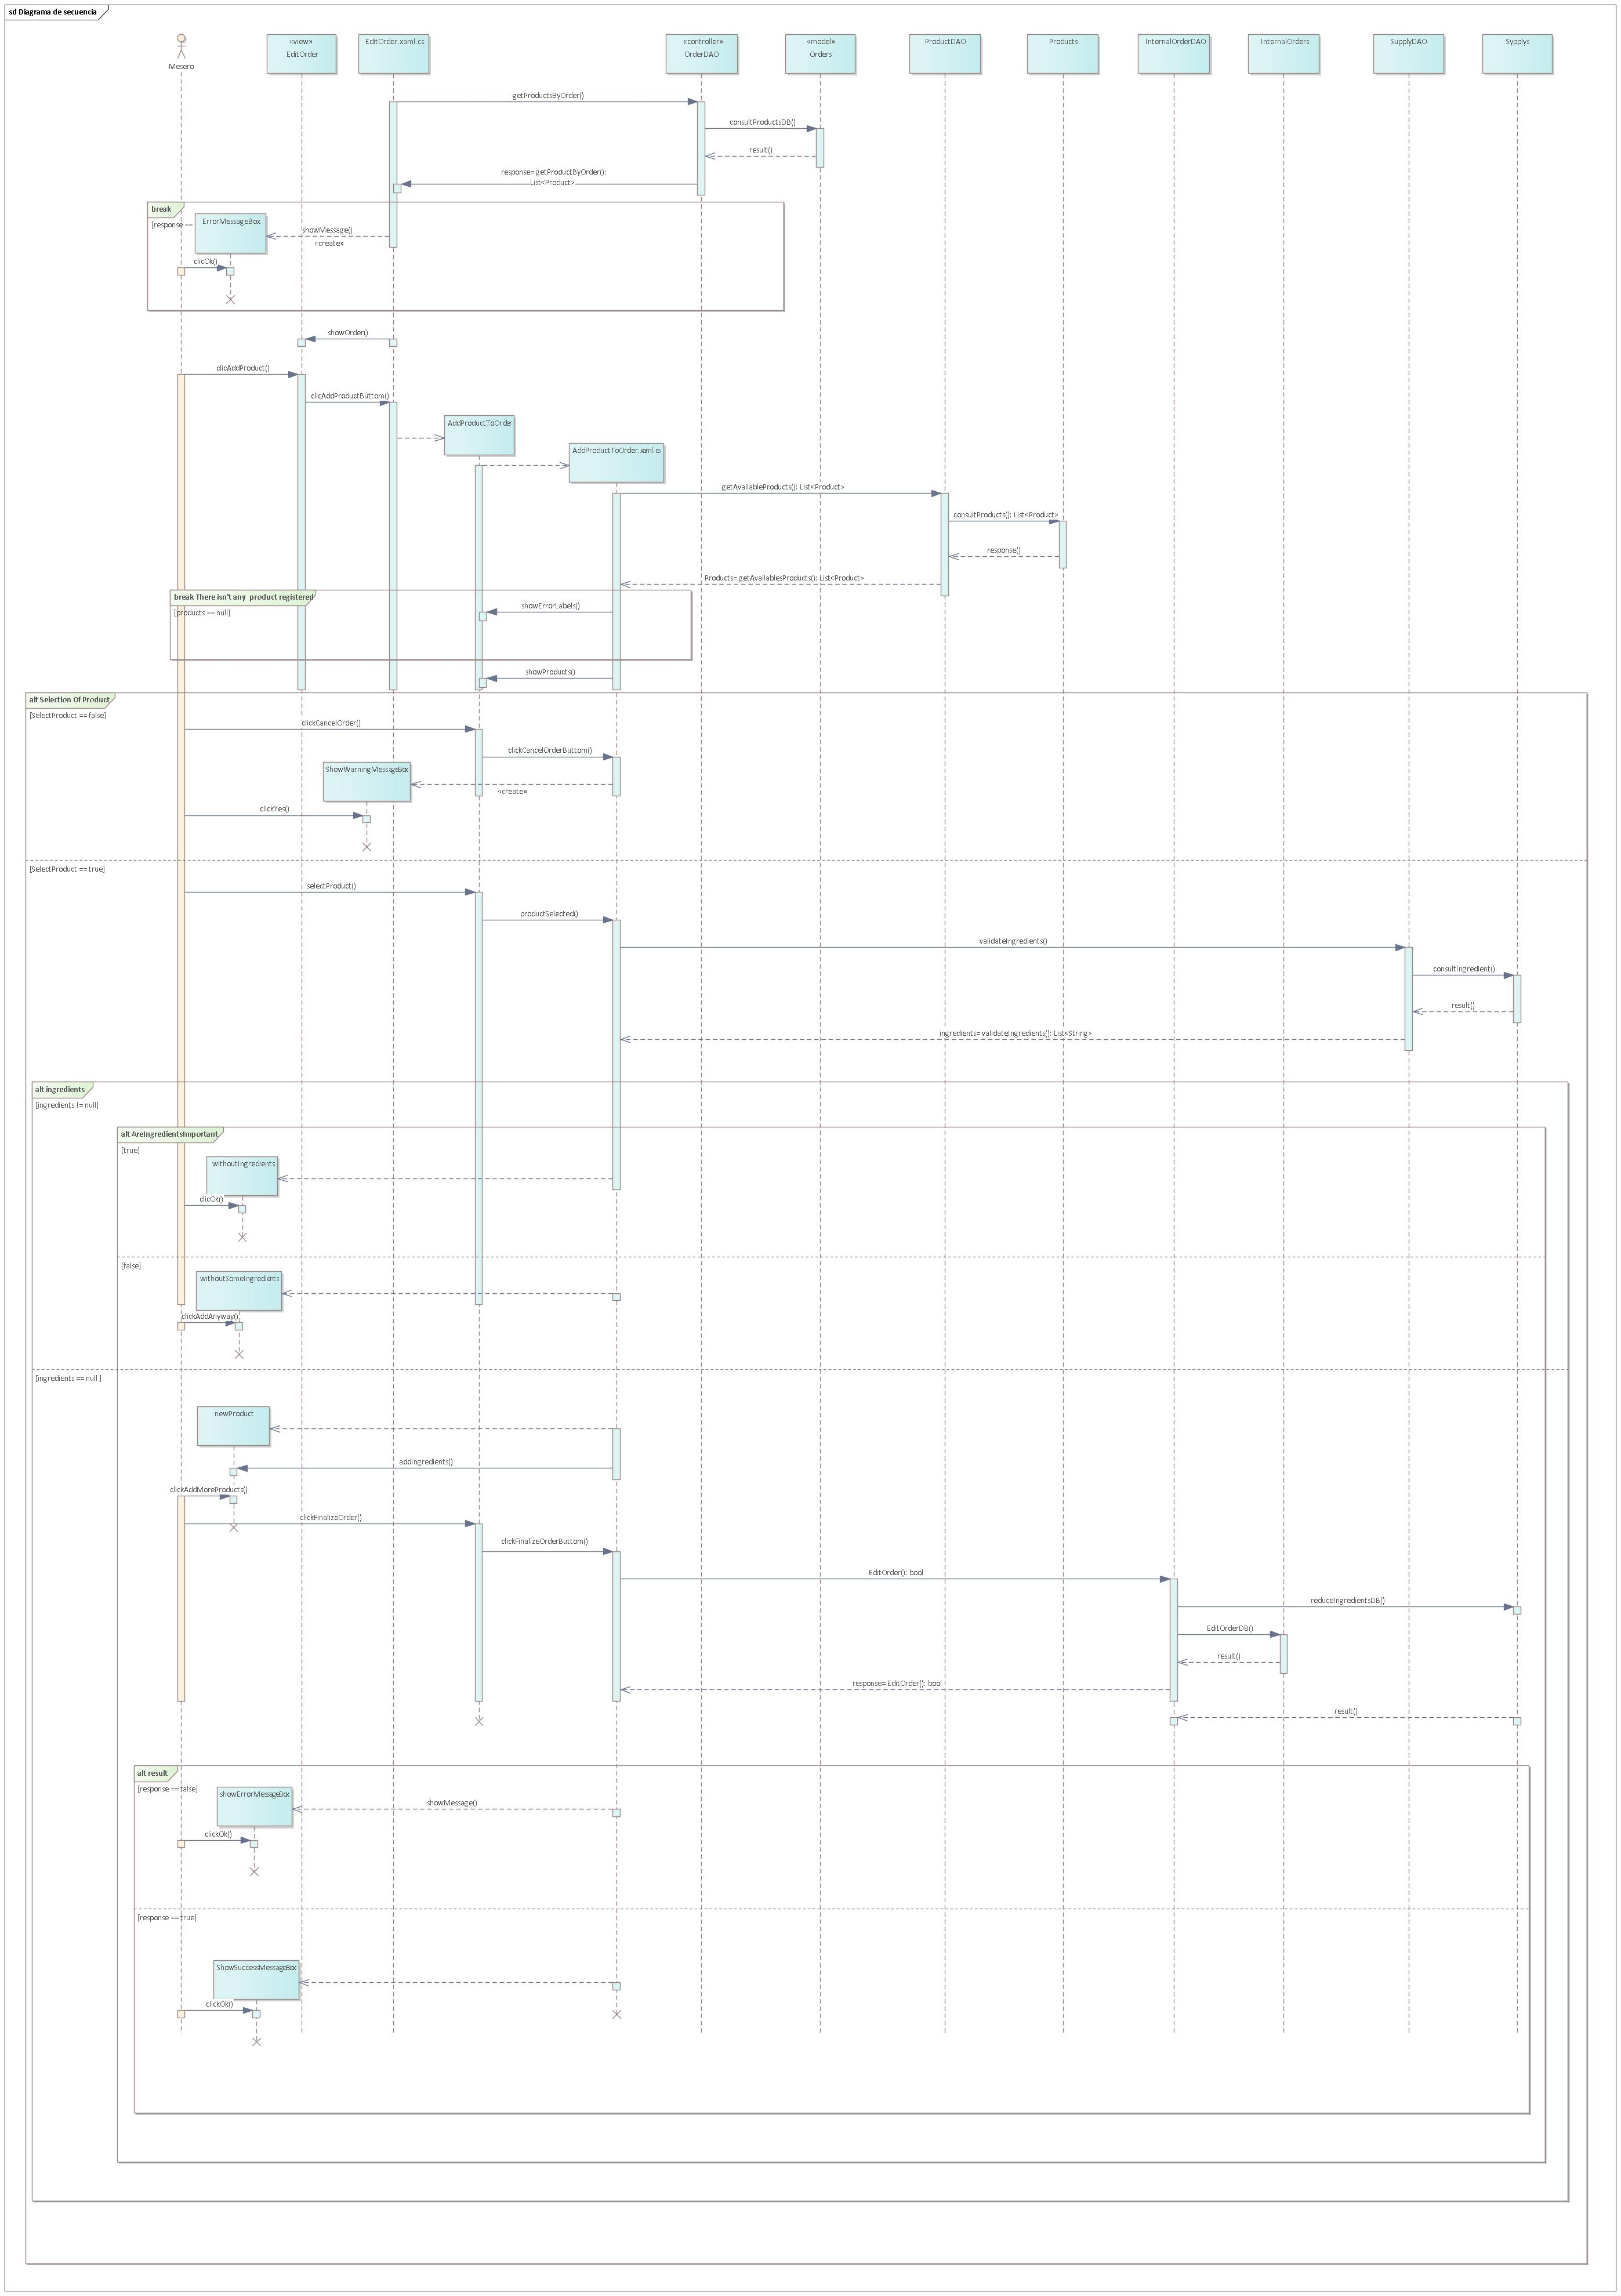 sd Diagrama de secuencia
Mesero
«view»
EditOrder
EditOrder.xaml.cs
«controller»
OrderDAO
«model»
Orders
ProductDAO
Products
InternalOrderDAO
InternalOrders
SupplyDAO
Sypplys
getProductsByOrder()
consultProductsDB()
result()
response= getProductByOrder():
List<Product>
break
[response ==
ErrorMessageBox
showMessage()
«create»
clicOk()
showOrder()
clicAddProduct()
clicAddProductButtom()
AddProductToOrder
AddProductToOrder.xaml.cs
getAvailableProducts(): List<Product>
consultProducts(): List<Product>
response()
Products= getAvailablesProducts(): List<Product>
break There isn't any product registered
[products == null]
showErrorLabels()
showProducts()
alt Selection Of Product
[SelectProduct == false]
clickCancelOrder()
clickCancelOrderButtom()
ShowWarningMessageBox
«create»
clickYes()
[SelectProduct == true]
selectProduct()
productSelected()
validateIngredients()
consultIngredient()
result()
ingredients= validateIngredients(): List<String>
alt ingredients
[ingredients != null]
alt AreIngredientsImportant
[true]
withoutIngredients
clicOk()
[false]
withoutSomeIngredients
clickAddAnyway()
[ingredients == null ]
newProduct
addIngredients()
clickAddMoreProducts()
clickFinalizeOrder()
clickFinalizeOrderButtom()
EditOrder(): bool
reduceIngredientsDB()
EditOrderDB()
result()
response= EditOrder(): bool
result()
alt result
[response == false]
showErrorMessageBox
showMessage()
clickOk()
[response == true]
ShowSuccessMessageBox
clickOk()